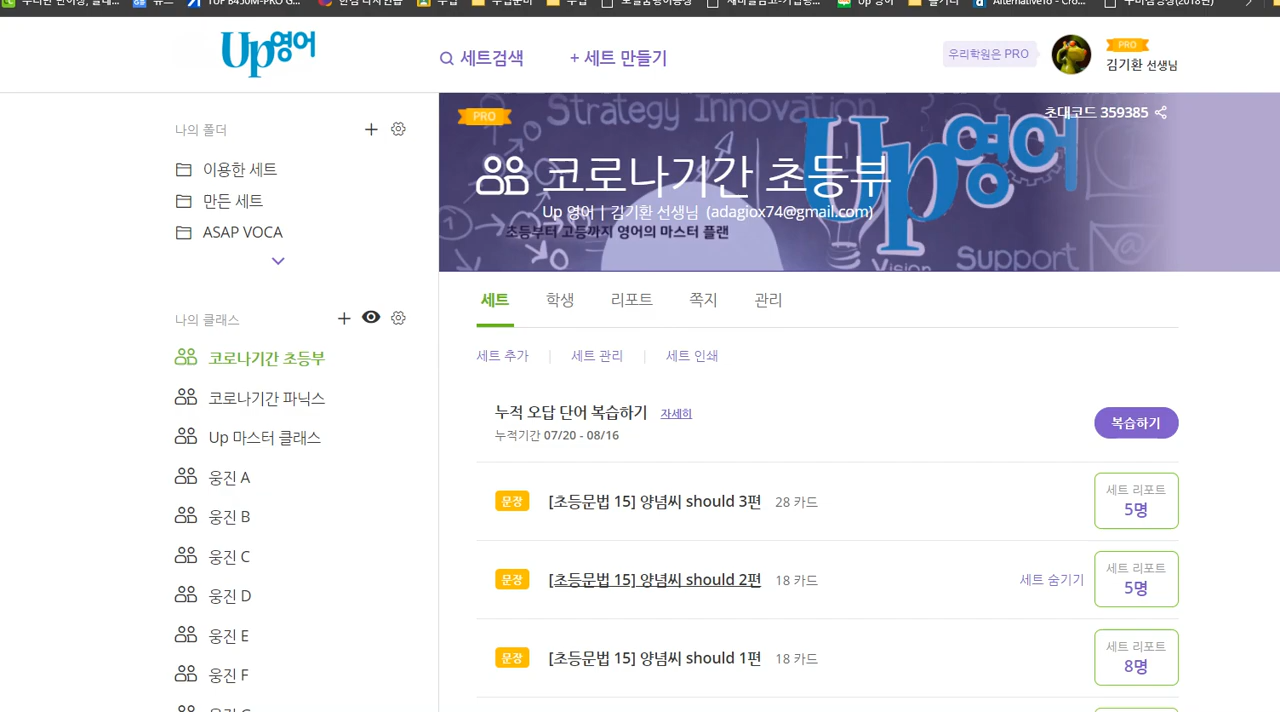 Up영어
세트검색
+ 세트 만들기
우리학원은 PRO
PRO
김기환 선생님
나의 폴더
이용한 세트
만든 세트
ASAP VOCA
나의 클래스
코로나기간 초등부
코로나기간 파닉스
Up 마스터 클래스
웅진 A
웅진 B
웅진 C
웅진 D
웅진 E
웅진 F
PRO
Strategy Innovation
초대코드 359385
Up영어
코로나기간 초등부
Up 영어 | 김기환 선생님 (adagiox74@gmail.com)
초등부터 고등까지 영어의 마스터 플랜
Vision
Support
세트 학생 리포트 쪽지 관리
세트 추가 | 세트 관리 | 세트 인쇄
누적 오답 단어 복습하기 자세히
누적기간 07/20 - 08/16
복습하기
문장 [초등문법 15] 양념씨 should 3편 28 카드
세트 리포트
5명
문장 [초등문법 15] 양념씨 should 2편 18 카드 세트 숨기기
세트 리포트
5명
문장 [초등문법 15] 양념씨 should 1편 18 카드
세트 리포트
8명